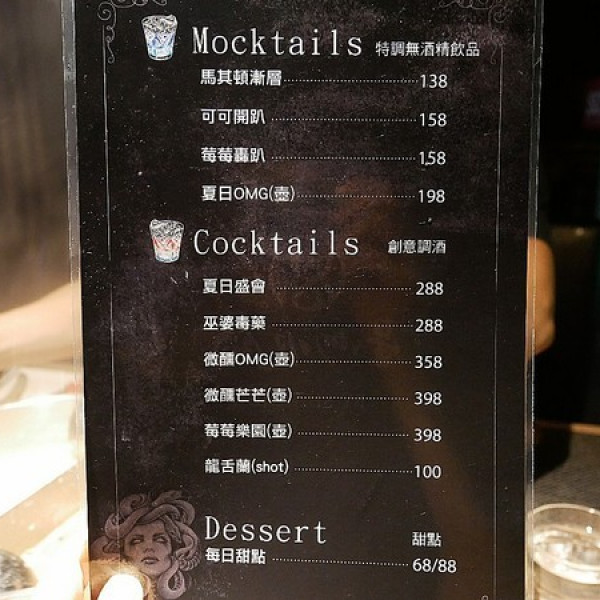 Mocktails 特調無酒精飲品
馬其頓漸層 138
可可開趴 158
莓莓轟趴 158
夏日OMG(壺) 198
Cocktails 創意調酒
夏日盛會 288
巫婆毒藥 288
微醺OMG(壺) 358
微醺芒芒(壺) 398
莓莓樂園(壺) 398
龍舌蘭(shot) 100
Dessert 甜點
每日甜點 68/88